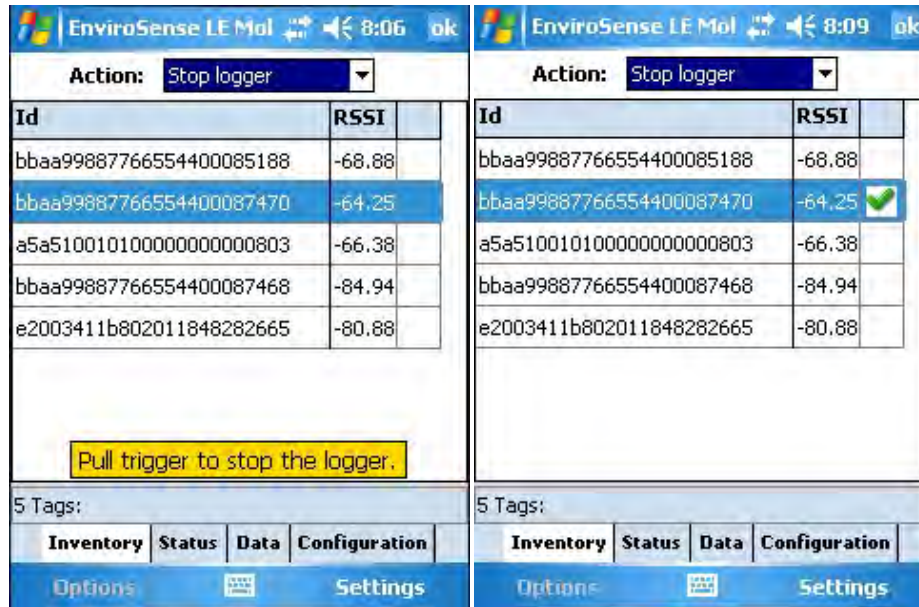 EnviroSense LE Mol 8:06 ok
Action: Stop logger
Id RSSI
bbaa99887766554400085188 -68.88
bbaa99887766554400087470 -64.25
a5a510010100000000000803 -66.38
bbaa99887766554400087468 -84.94
e2003411b802011848282665 -80.88
Pull trigger to stop the logger.
5 Tags:
Inventory Status Data Configuration
Options Settings
EnviroSense LE Mol 8:09 ok
Action: Stop logger
Id RSSI
bbaa99887766554400085188 -68.88
bbaa99887766554400087470 -64.25
a5a510010100000000000803 -66.38
bbaa99887766554400087468 -84.94
e2003411b802011848282665 -80.88
5 Tags:
Inventory Status Data Configuration
Options Settings